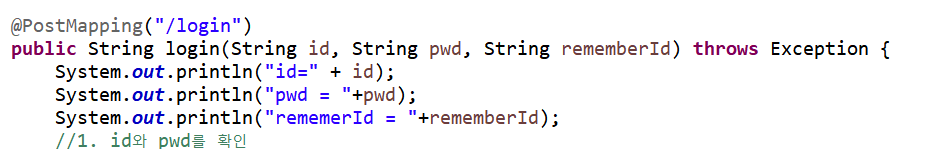 @PostMapping("/login")
public String login(String id, String pwd, String rememberId) throws Exception {
System.out.println("id=" + id);
System.out.println("pwd = "+pwd);
System.out.println("rememerId = "+rememberId);
//1. id와 pwd를 확인